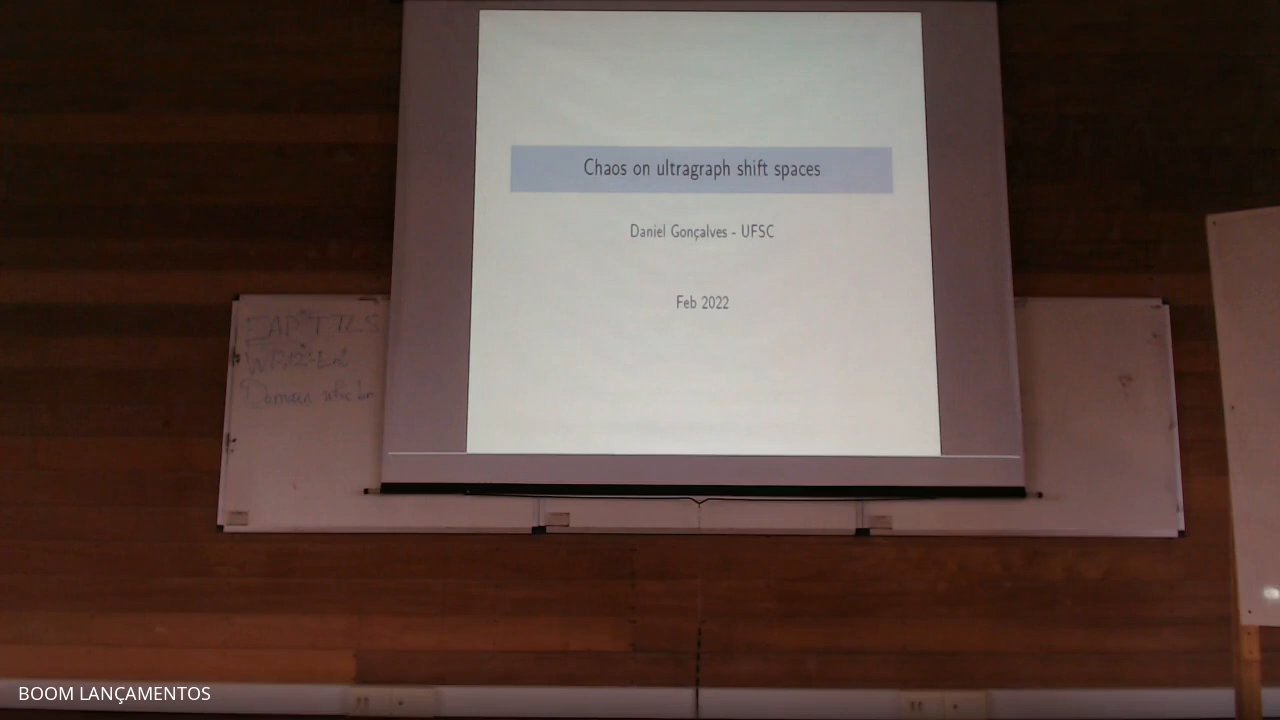 Chaos on ultragraph shift spaces
Daniel Gonçalves - UFSC
Feb 2022
BOOM LANÇAMENTOS